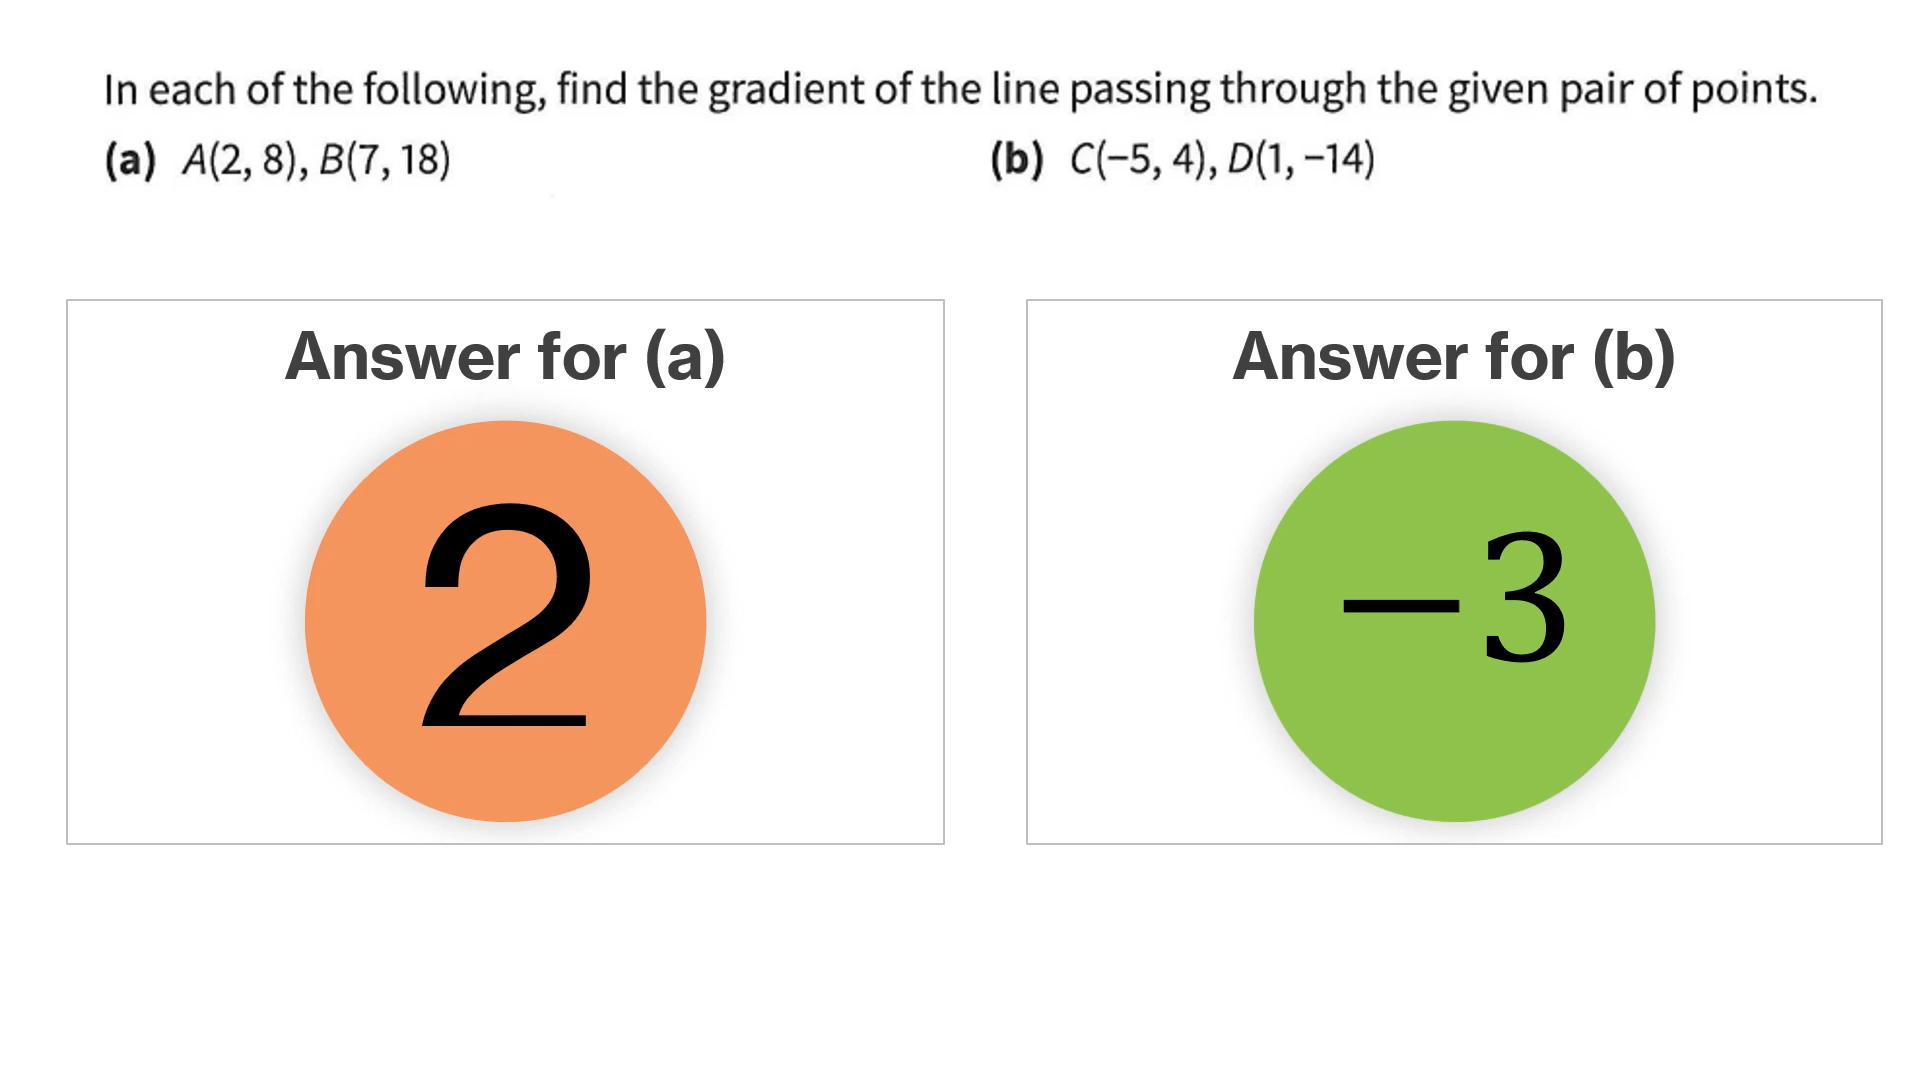 In each of the following, find the gradient of the line passing through the given pair of points.
(a) A(2, 8), B(7, 18) (b) C(−5, 4), D(1, −14)
Answer for (a)
2
Answer for (b)
−3